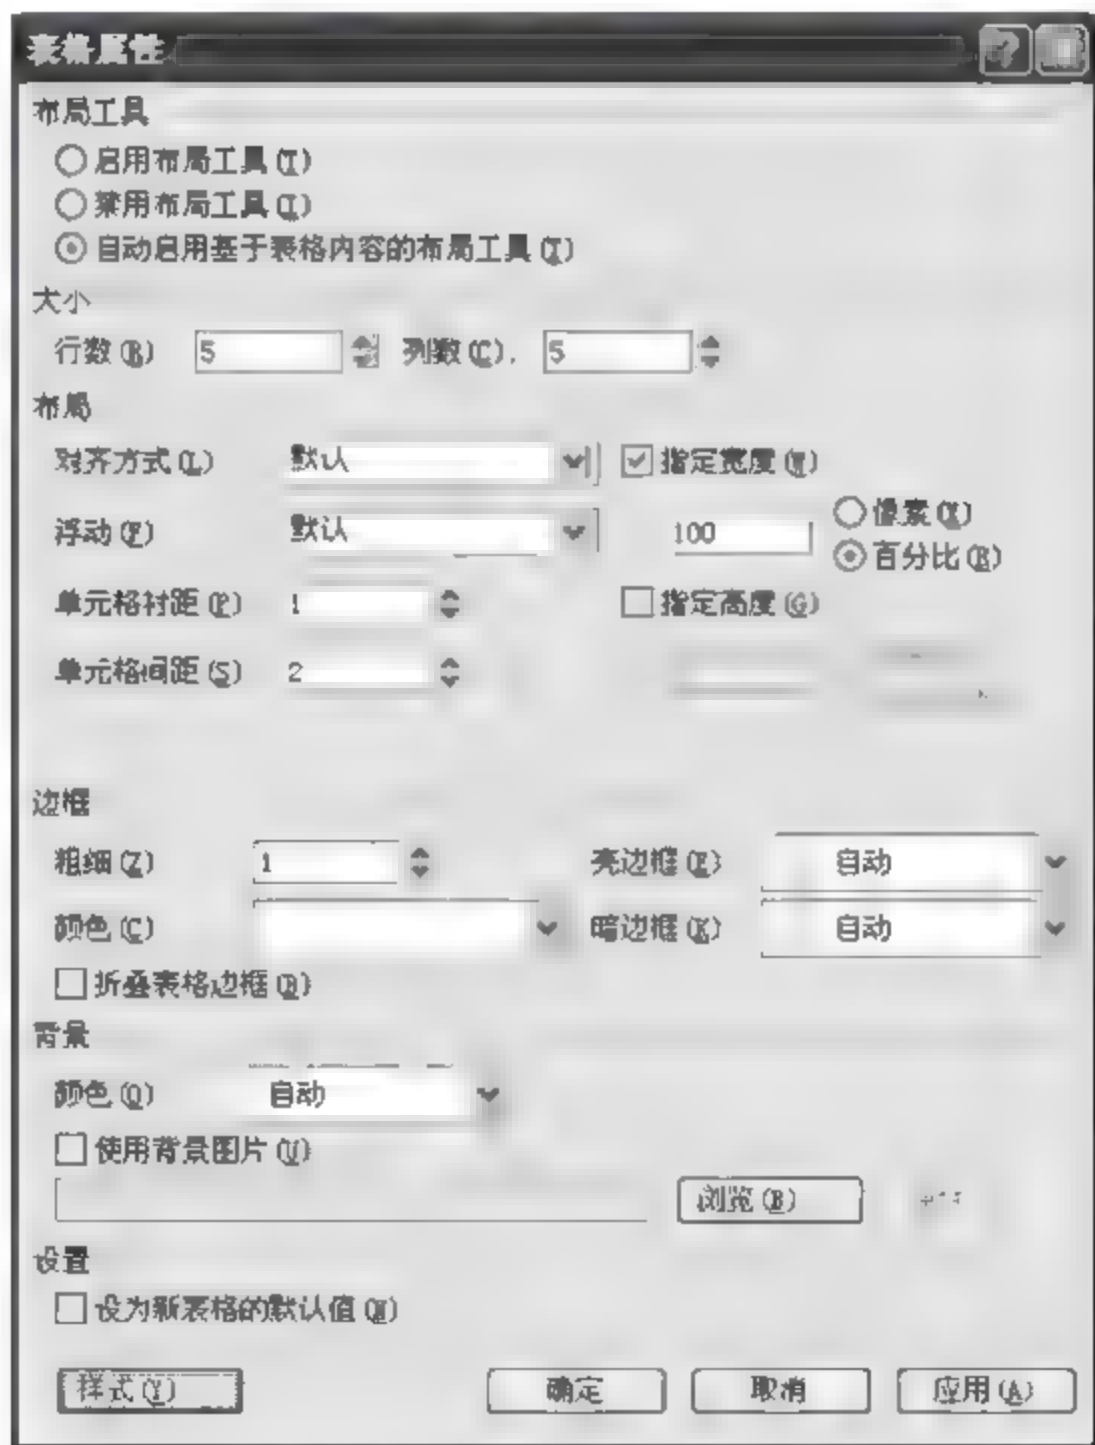 表格属性
布局工具
启用布局工具(T)
禁用布局工具(I)
自动启用基于表格内容的布局工具(T)
大小
行数(R) 5 列数(C), 5
布局
对齐方式(L) 默认 指定宽度(W)
浮动(F) 默认 100 像素(X)
百分比(R)
单元格衬距(P) 1 指定高度(G)
单元格间距(S) 2
边框
粗细(Z) 1 亮边框(E) 自动
颜色(C) 暗边框(K) 自动
折叠表格边框(B)
背景
颜色(O) 自动
使用背景图片(U)
浏览(B)
设置
设为新表格的默认值(N)
样式(Y) 确定 取消 应用(A)